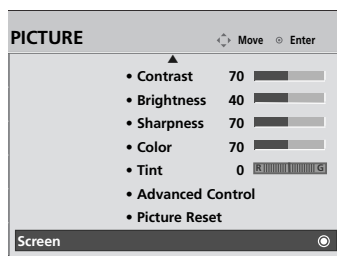 PICTURE Move Enter
• Contrast 70
• Brightness 40
• Sharpness 70
• Color 70
• Tint 0 R G
• Advanced Control
• Picture Reset
Screen